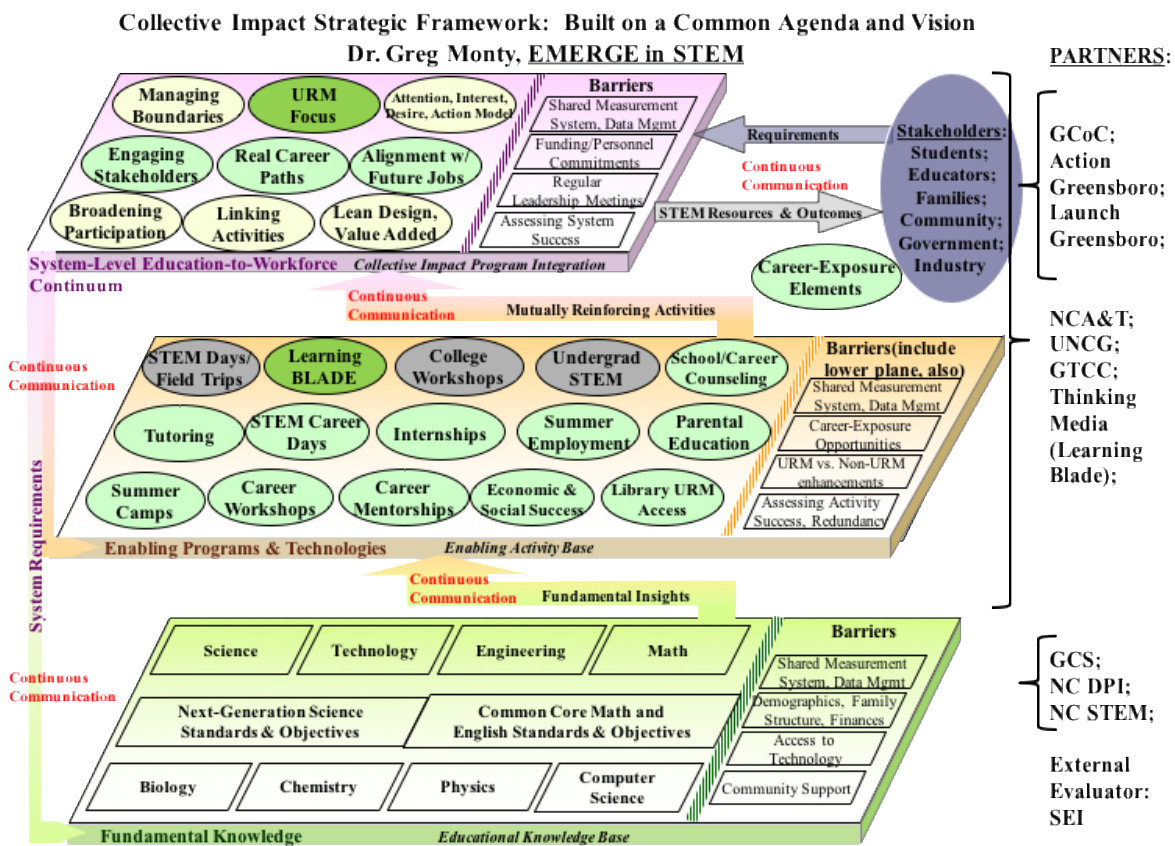 Collective Impact Strategic Framework: Built on a Common Agenda and Vision
Dr. Greg Monty, EMERGE in STEM
PARTNERS:
Managing
Boundaries
URM
Focus
Attention, Interest,
Desire, Action Model
Engaging
Stakeholders
Real Career
Paths
Alignment w/
Future Jobs
Broadening
Participation
Linking
Activities
Lean Design,
Value Added
Barriers
Shared Measurement
System, Data Mgmt
Funding/Personnel
Commitments
Regular
Leadership Meetings
Assessing System
Success
System-Level Education-to-Workforce
Continuum
Collective Impact Program Integration
Requirements
Continuous
Communication
STEM Resources & Outcomes
Stakeholders:
Students;
Educators;
Families;
Community;
Government;
Industry
Career-Exposure
Elements
GCoC;
Action
Greensboro;
Launch
Greensboro;
Continuous
Communication
Mutually Reinforcing Activities
Continuous
Communication
STEM Days/
Field Trips
Learning
BLADE
College
Workshops
Undergrad
STEM
School/Career
Counseling
Tutoring
STEM Career
Days
Internships
Summer
Employment
Parental
Education
Summer
Camps
Career
Workshops
Career
Mentorships
Economic &
Social Success
Library URM
Access
Barriers(include
lower plane, also)
Shared Measurement
System, Data Mgmt
Career-Exposure
Opportunities
URM vs. Non-URM
enhancements
Assessing Activity
Success, Redundancy
Enabling Programs & Technologies
Enabling Activity Base
NCA&T;
UNCG;
GTCC;
Thinking
Media
(Learning
Blade);
System Requirements
Continuous
Communication
Fundamental Insights
Continuous
Communication
Science
Technology
Engineering
Math
Next-Generation Science
Standards & Objectives
Common Core Math and
English Standards & Objectives
Biology
Chemistry
Physics
Computer
Science
Barriers
Shared Measurement
System, Data Mgmt
Demographics, Family
Structure, Finances
Access to
Technology
Community Support
Fundamental Knowledge
Educational Knowledge Base
GCS;
NC DPI;
NC STEM;
External
Evaluator:
SEI